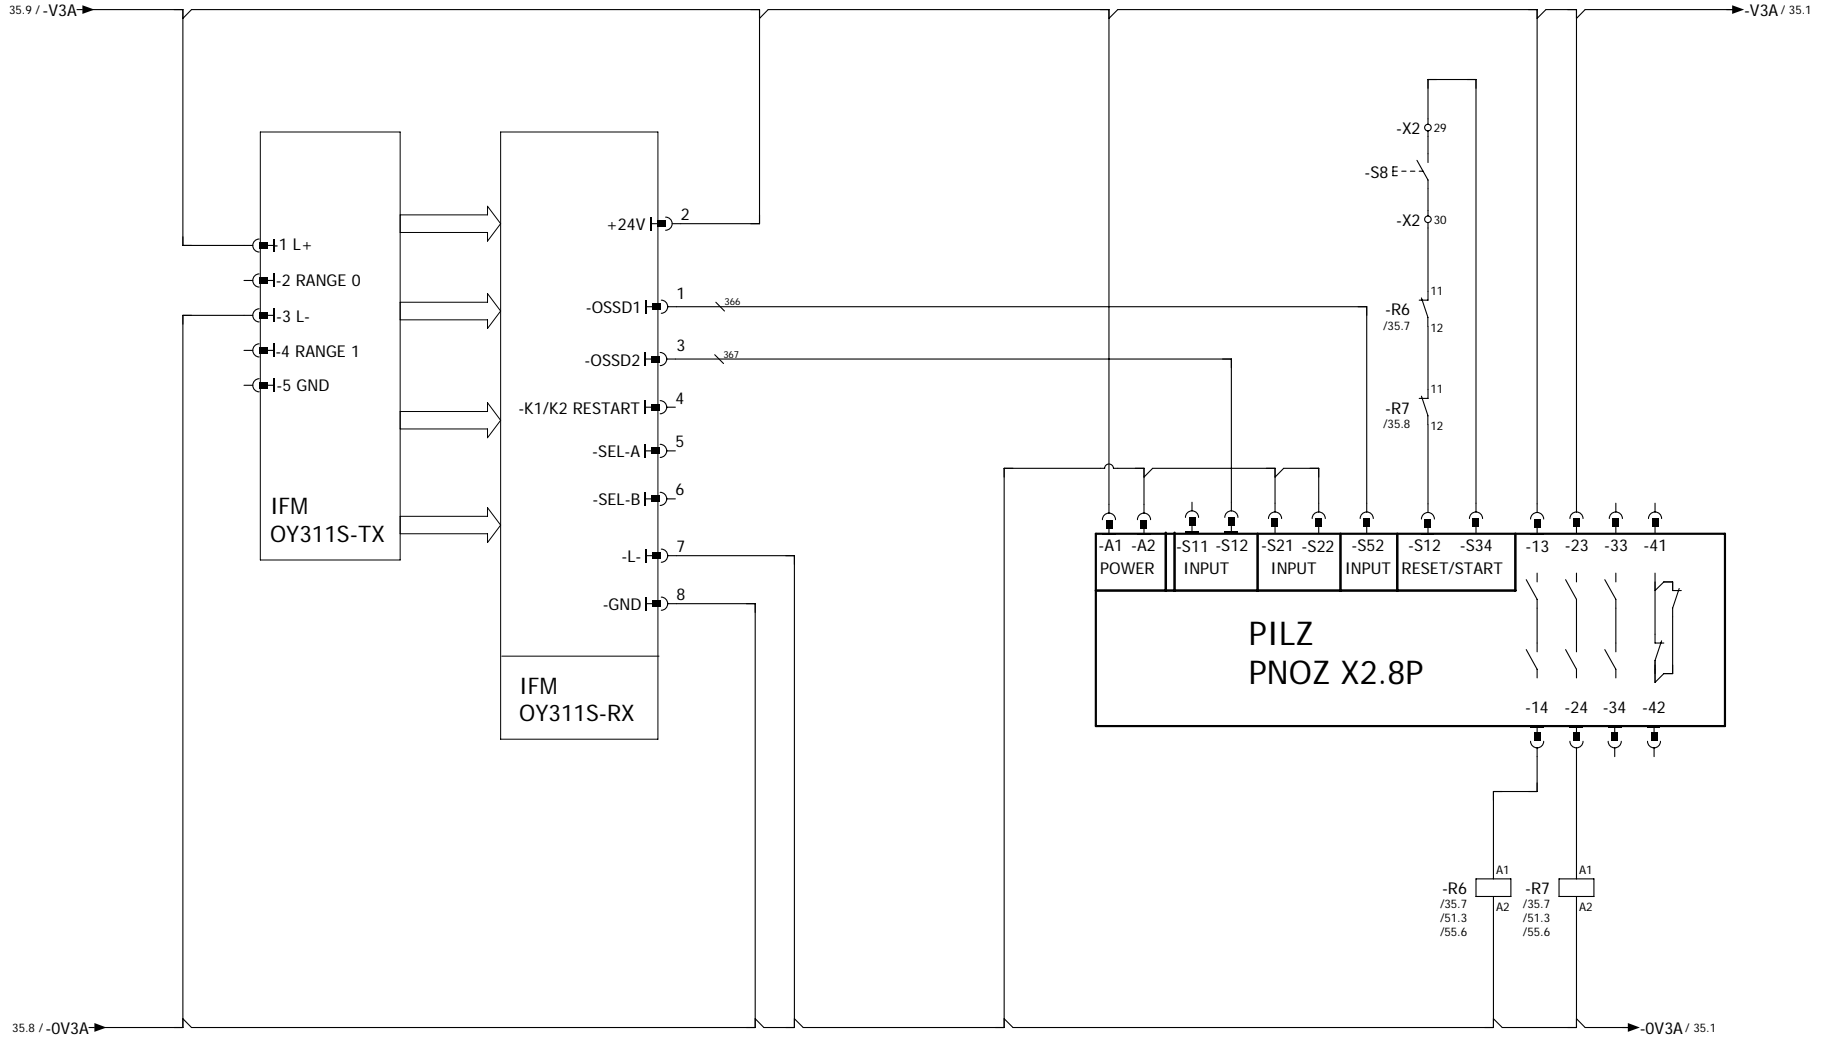 35.9 / -V3A
-V3A / 35.1
-X2 29
-S8 E
-X2 30
11
-R6
/35.7
12
11
-R7
/35.8
12
-1 L+
-2 RANGE 0
-3 L-
-4 RANGE 1
-5 GND
IFM
OY311S-TX
+24V 2
-OSSD1 1
366
-OSSD2 3
367
-K1/K2 RESTART 4
-SEL-A 5
-SEL-B 6
-L- 7
-GND 8
IFM
OY311S-RX
-A1 -A2 -S11 -S12 -S21 -S22 -S52 -S12 -S34 -13 -23 -33 -41
POWER INPUT INPUT INPUT RESET/START
PILZ
PNOZ X2.8P
-14 -24 -34 -42
A1
-R6
/35.7
/51.3
/55.6
A2
A1
-R7
/35.7
/51.3
/55.6
A2
35.8 / -0V3A
-0V3A / 35.1